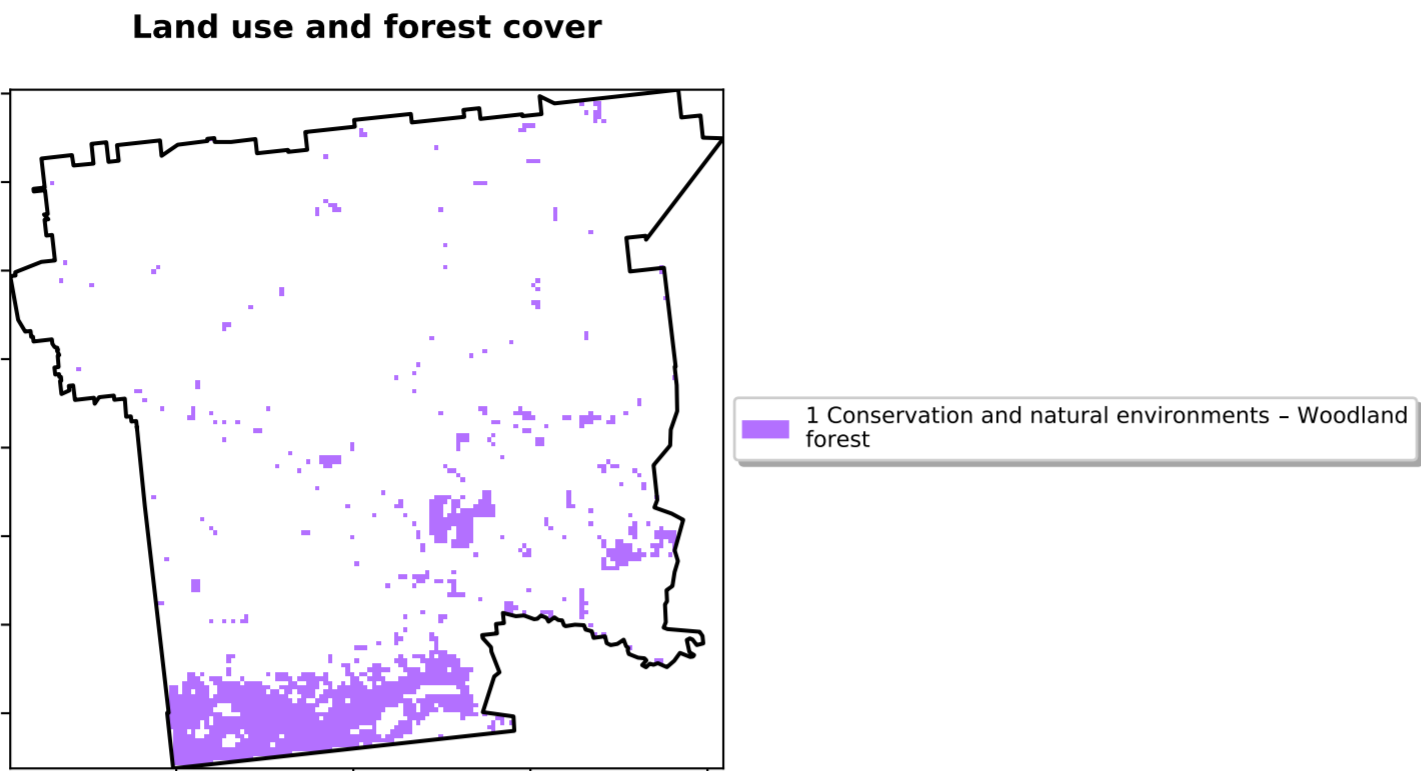 Land use and forest cover
1 Conservation and natural environments – Woodland
forest